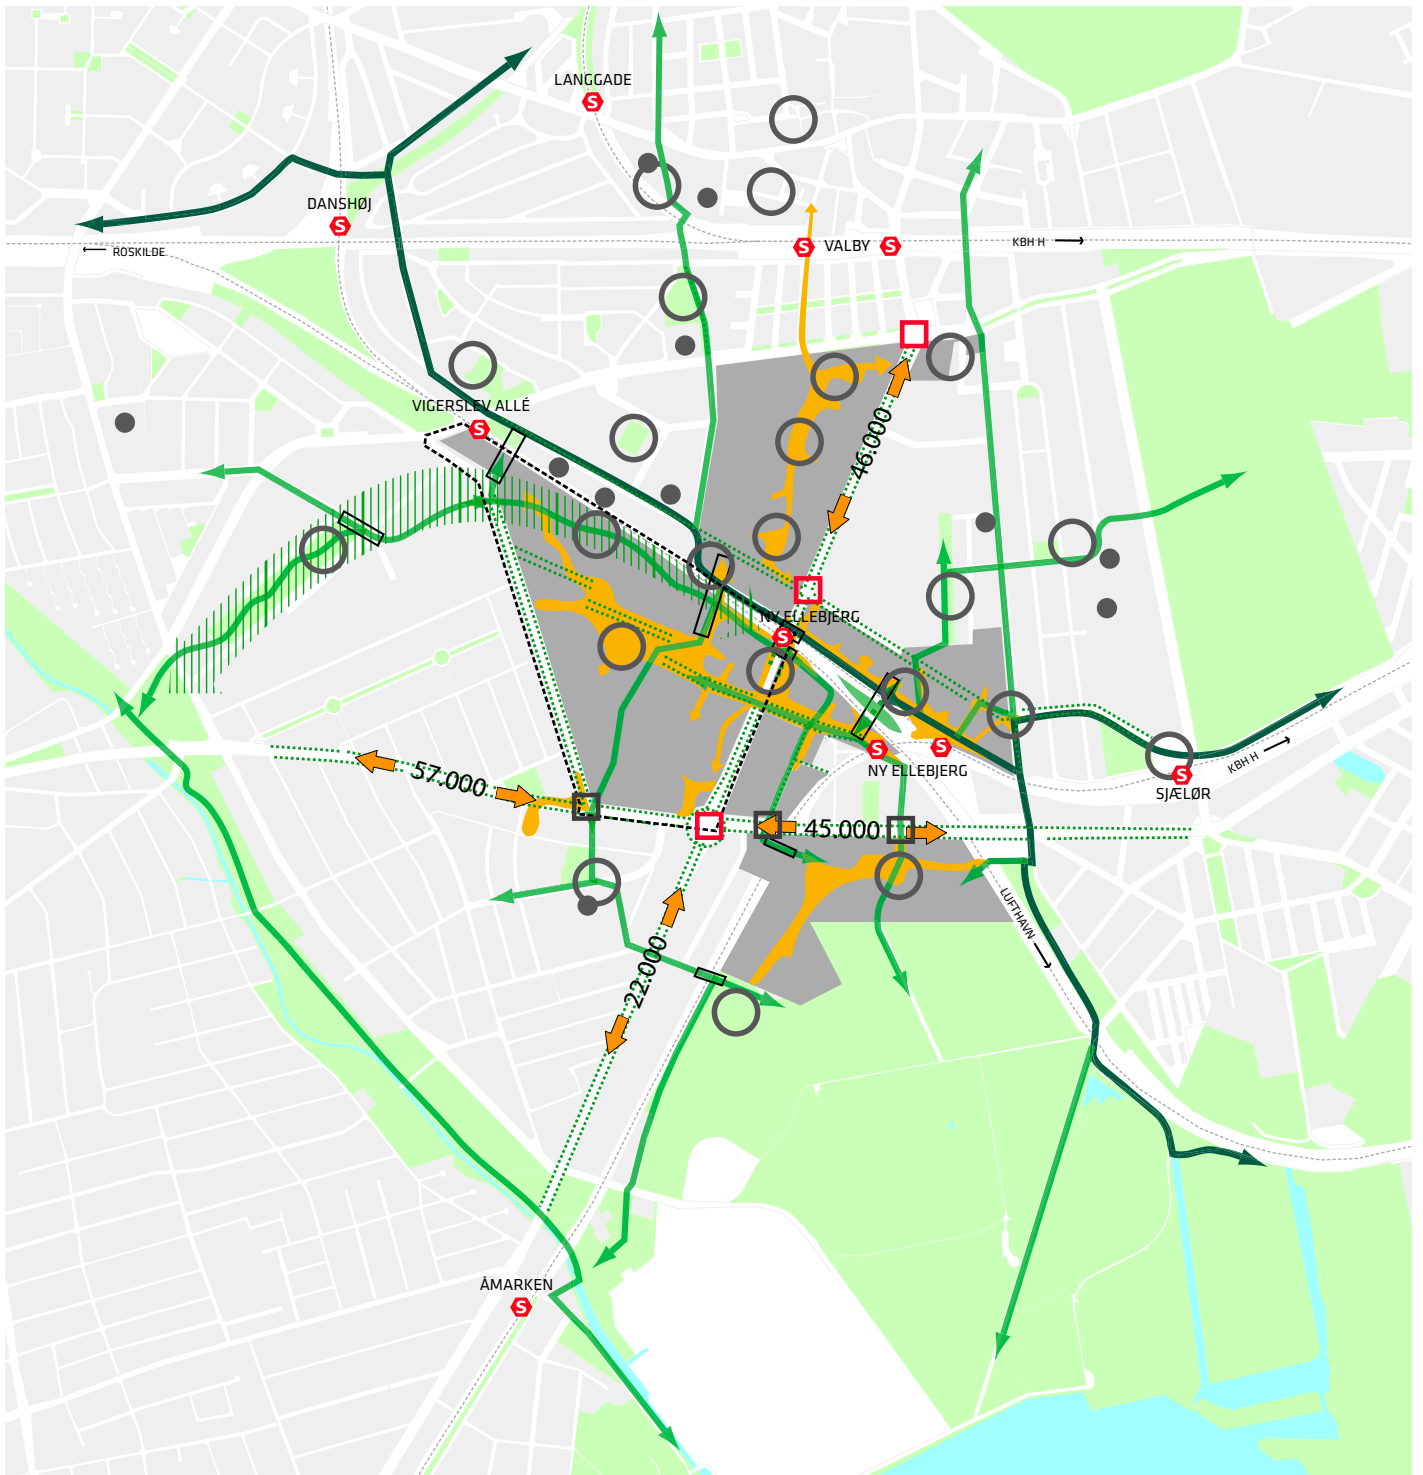 LANGGADE
S
DANSHØJ
S
ROSKILDE
S VALBY S
KBH H
VIGERSLEV ALLÉ
S
46.000
NY ELLEBJERG
S
S
S
NY ELLEBJERG
KBH H
S
SJÆLØR
57.000
45.000
LUFTHAVN
22.000
ÅMARKEN
S